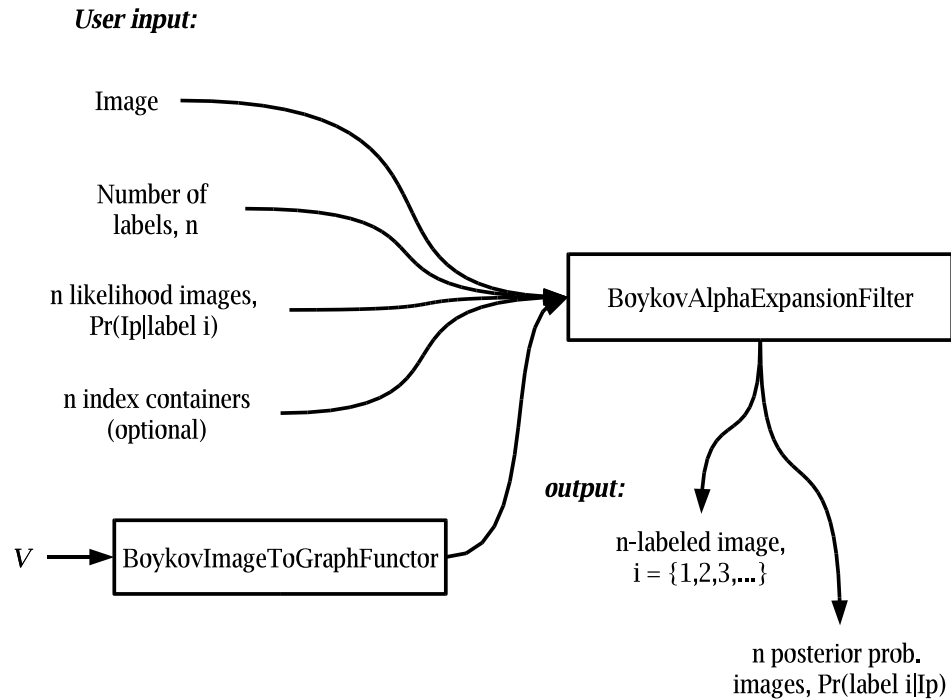 User input:
Image
Number of
labels, n
n likelihood images,
Pr(Ip|label i)
BoykovAlphaExpansionFilter
n index containers
(optional)
output:
V
BoykovImageToGraphFunctor
n-labeled image,
i = {1,2,3,...}
n posterior prob.
images, Pr(label i|Ip)